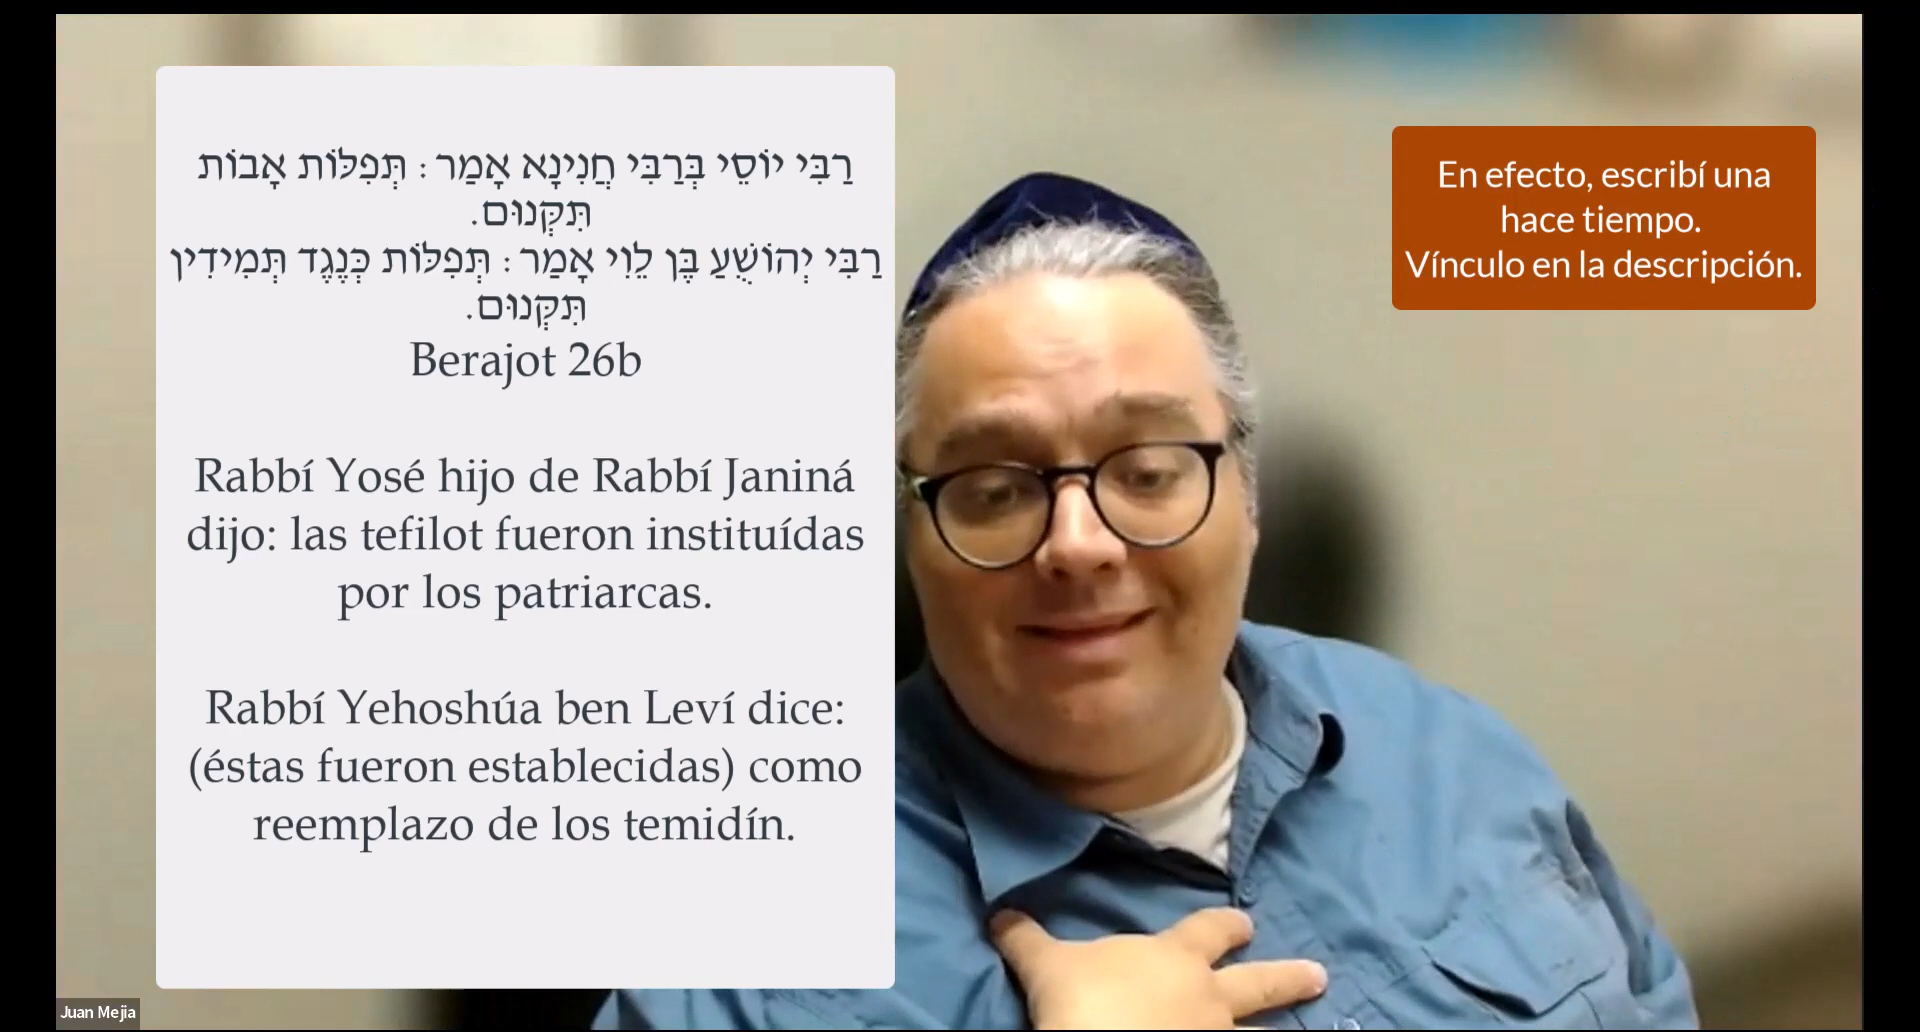 רַבִּי יוֹסֵי בְּרַבִּי חֲנִינָא אָמַר : תְּפִלּוֹת אָבוֹת
תִּקְּנוּם.
רַבִּי יְהוֹשֻׁעַ בֶּן לֵוִי אָמַר : תְּפִלּוֹת כְּנֶגֶד תְּמִידִין
תִּקְּנוּם.
Berajot 26b
Rabbí Yosé hijo de Rabbí Janiná
dijo: las tefilot fueron instituídas
por los patriarcas.
Rabbí Yehoshúa ben Leví dice:
(éstas fueron establecidas) como
reemplazo de los temidín.
En efecto, escribí una
hace tiempo.
Vínculo en la descripción.
Juan Mejia